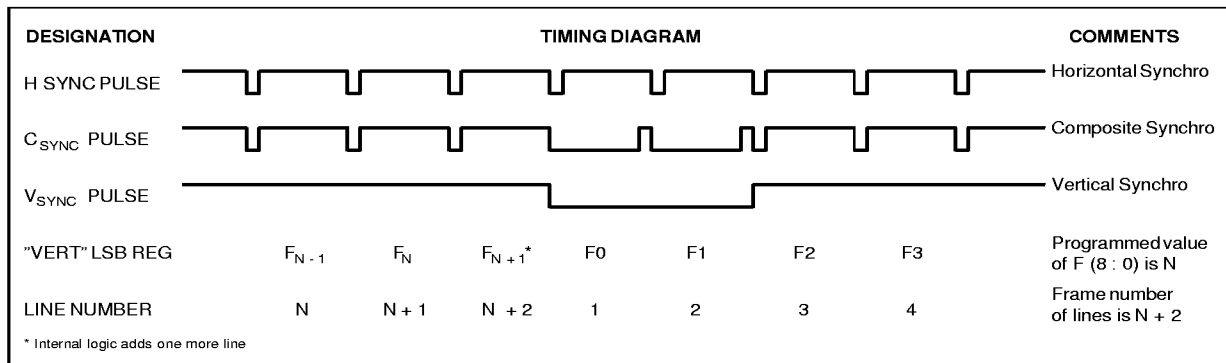 DESIGNATION TIMING DIAGRAM COMMENTS
H SYNC PULSE Horizontal Synchro
CSYNC PULSE Composite Synchro
VSYNC PULSE Vertical Synchro
"VERT" LSB REG FN - 1 FN FN + 1* F0 F1 F2 F3 Programmed value
of F (8 : 0) is N
LINE NUMBER N N + 1 N + 2 1 2 3 4 Frame number
of lines is N + 2
* Internal logic adds one more line